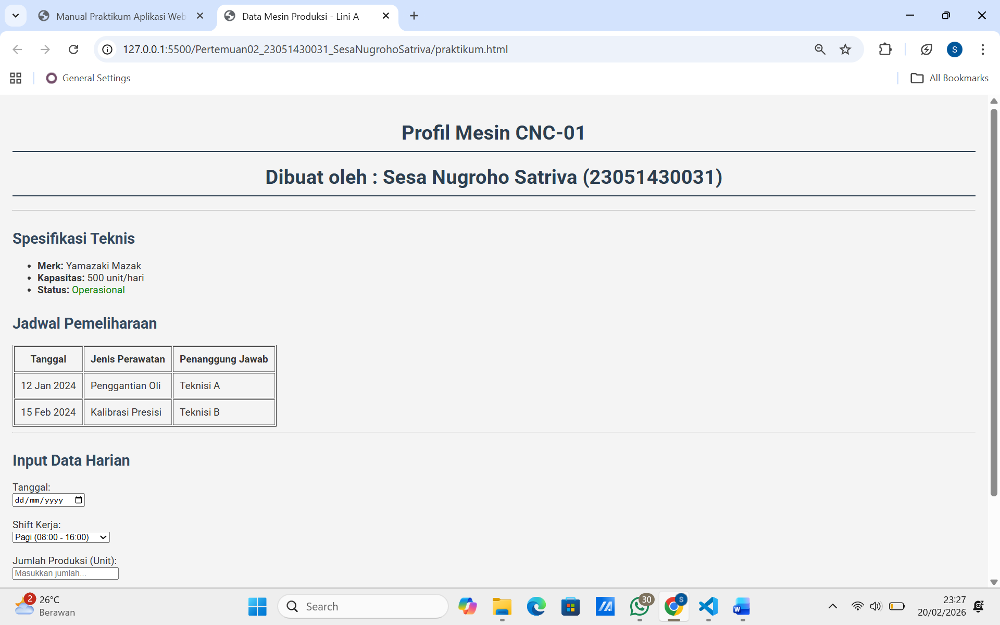 Manual Praktikum Aplikasi Web
Data Mesin Produksi - Lini A
127.0.0.1:5500/Pertemuan02_23051430031_SesaNugrohoSatriva/praktikum.html
S
General Settings
All Bookmarks
Profil Mesin CNC-01
Dibuat oleh : Sesa Nugroho Satriva (23051430031)
Spesifikasi Teknis
Merk: Yamazaki Mazak
Kapasitas: 500 unit/hari
Status: Operasional
Jadwal Pemeliharaan
Tanggal Jenis Perawatan Penanggung Jawab
12 Jan 2024 Penggantian Oli Teknisi A
15 Feb 2024 Kalibrasi Presisi Teknisi B
Input Data Harian
Tanggal:
dd/mm/yyyy
Shift Kerja:
Pagi (08:00 - 16:00)
Jumlah Produksi (Unit):
Masukkan jumlah...
2
26°C
Berawan
Search
30
S
23:27
20/02/2026